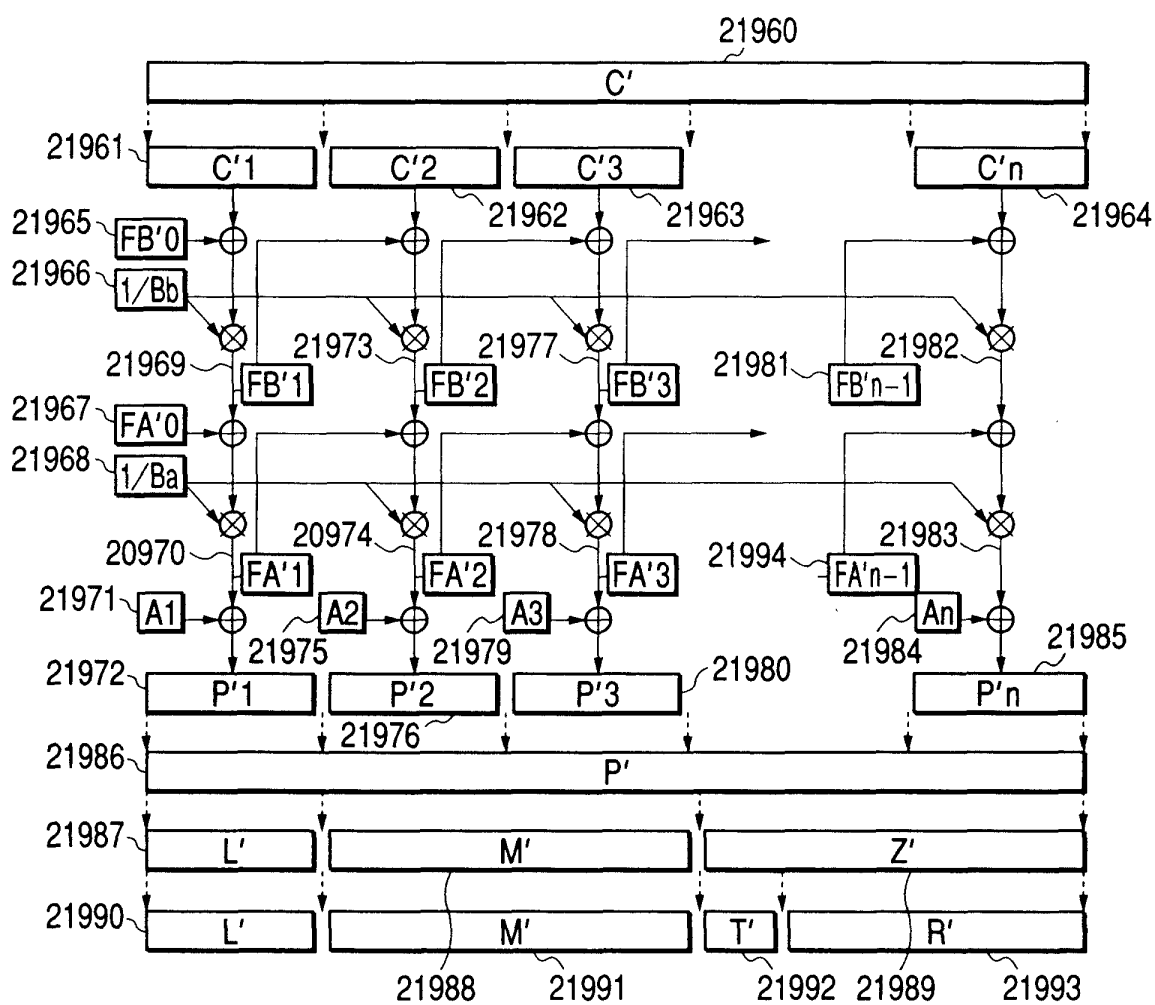 21960
C'
21961 C'1 C'2 C'3 C'n
21962 21963 21964
21965 FB'0
21966 1/Bb
21969 21973 21977 21981 21982
FB'1 FB'2 FB'3 FB'n-1
21967 FA'0
21968 1/Ba
20970 20974 21978 21994 21983
FA'1 FA'2 FA'3 FA'n-1
21971 A1 A2 A3 An
21975 21979 21984 21985
21972 P'1 P'2 P'3 21980 P'n
21976
21986 P'
21987 L' M' Z'
21990 L' M' T' R'
21988 21991 21992 21989 21993